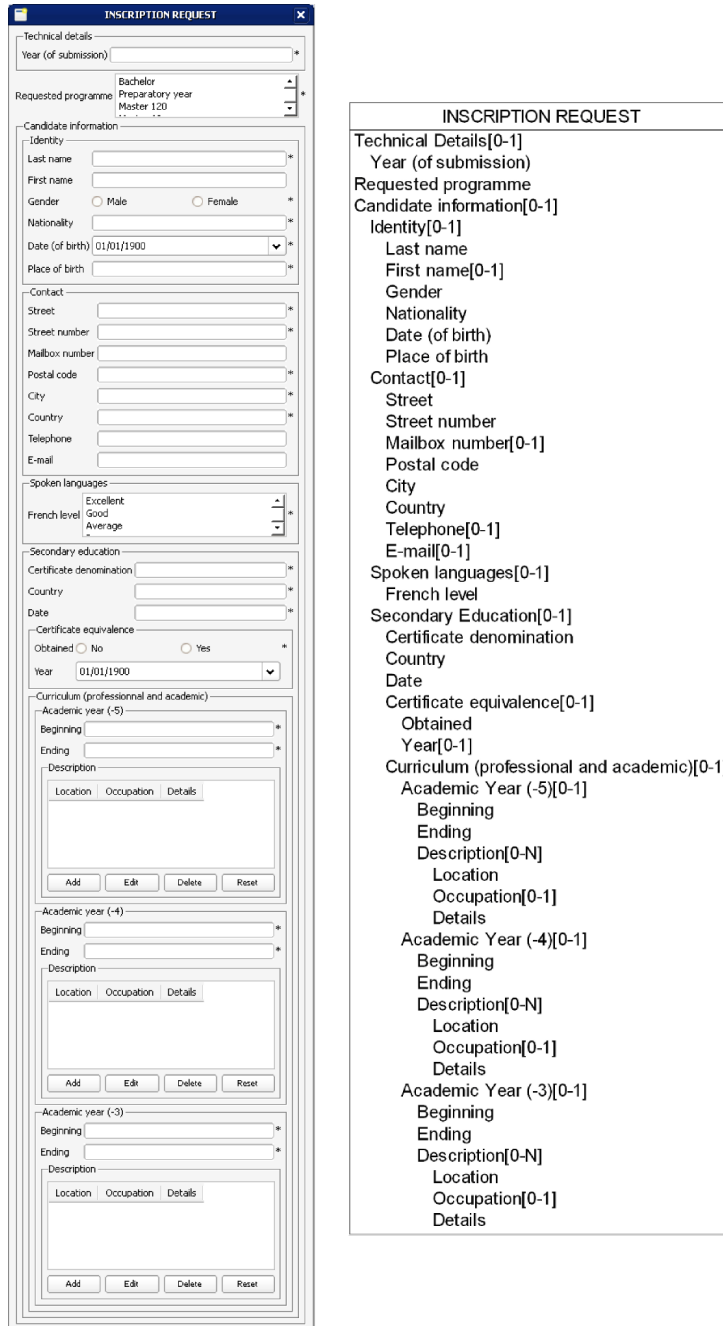 INSCRIPTION REQUEST
Technical details
Year (of submission) *
Requested programme
Bachelor
Preparatory year
Master 120
*
Candidate information
Identity
Last name *
First name
Gender Male Female *
Nationality *
Date (of birth) 01/01/1900 *
Place of birth *
Contact
Street *
Street number *
Mailbox number
Postal code *
City *
Country *
Telephone
E-mail
Spoken languages
French level
Excellent
Good
Average
*
Secondary education
Certificate denomination *
Country *
Date *
Certificate equivalence
Obtained No Yes *
Year 01/01/1900
Curriculum (professionnal and academic)
Academic year (-5)
Beginning *
Ending *
Description
Location Occupation Details
Add Edit Delete Reset
Academic year (-4)
Beginning *
Ending *
Description
Location Occupation Details
Add Edit Delete Reset
Academic year (-3)
Beginning *
Ending *
Description
Location Occupation Details
Add Edit Delete Reset
INSCRIPTION REQUEST
Technical Details[0-1]
Year (of submission)
Requested programme
Candidate information[0-1]
Identity[0-1]
Last name
First name[0-1]
Gender
Nationality
Date (of birth)
Place of birth
Contact[0-1]
Street
Street number
Mailbox number[0-1]
Postal code
City
Country
Telephone[0-1]
E-mail[0-1]
Spoken languages[0-1]
French level
Secondary Education[0-1]
Certificate denomination
Country
Date
Certificate equivalence[0-1]
Obtained
Year[0-1]
Curriculum (professional and academic)[0-1
Academic Year (-5)[0-1]
Beginning
Ending
Description[0-N]
Location
Occupation[0-1]
Details
Academic Year (-4)[0-1]
Beginning
Ending
Description[0-N]
Location
Occupation[0-1]
Details
Academic Year (-3)[0-1]
Beginning
Ending
Description[0-N]
Location
Occupation[0-1]
Details